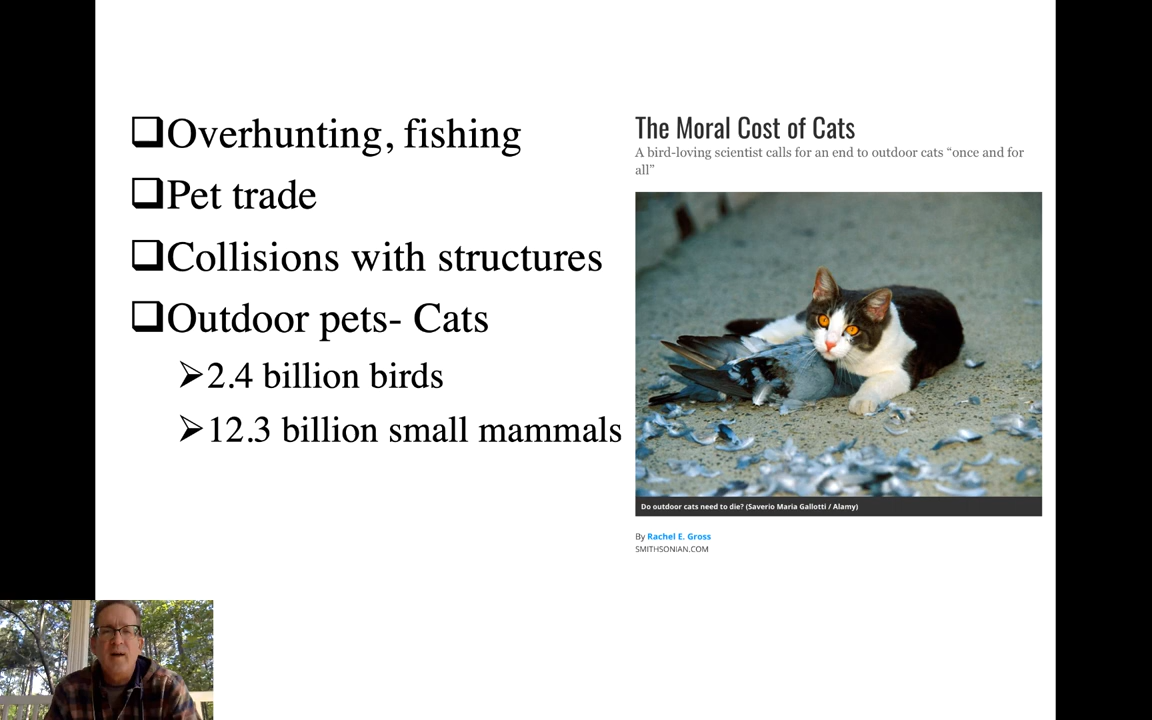 Overhunting, fishing
Pet trade
Collisions with structures
Outdoor pets- Cats
2.4 billion birds
12.3 billion small mammals
The Moral Cost of Cats
A bird-loving scientist calls for an end to outdoor cats “once and for
all”
Do outdoor cats need to die? (Saverio Maria Gallotti / Alamy)
By Rachel E. Gross
SMITHSONIAN.COM